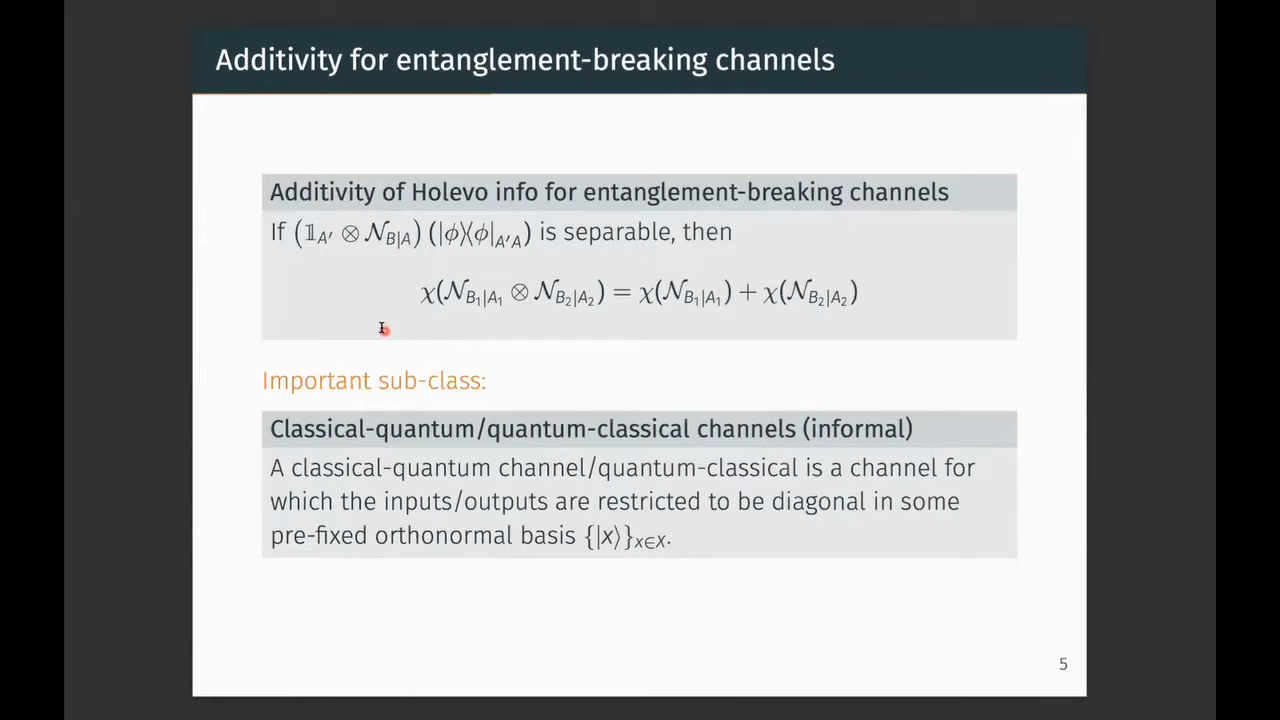 Additivity for entanglement-breaking channels
Additivity of Holevo info for entanglement-breaking channels
If (𝟙_{A′} ⊗ 𝒩_{B|A}) (|ϕ⟩⟨ϕ|_{A′A}) is separable, then
χ(𝒩_{B₁|A₁} ⊗ 𝒩_{B₂|A₂}) = χ(𝒩_{B₁|A₁}) + χ(𝒩_{B₂|A₂})
Important sub-class:
Classical-quantum/quantum-classical channels (informal)
A classical-quantum channel/quantum-classical is a channel for
which the inputs/outputs are restricted to be diagonal in some
pre-fixed orthonormal basis {|x⟩}_{x∈X}.
5